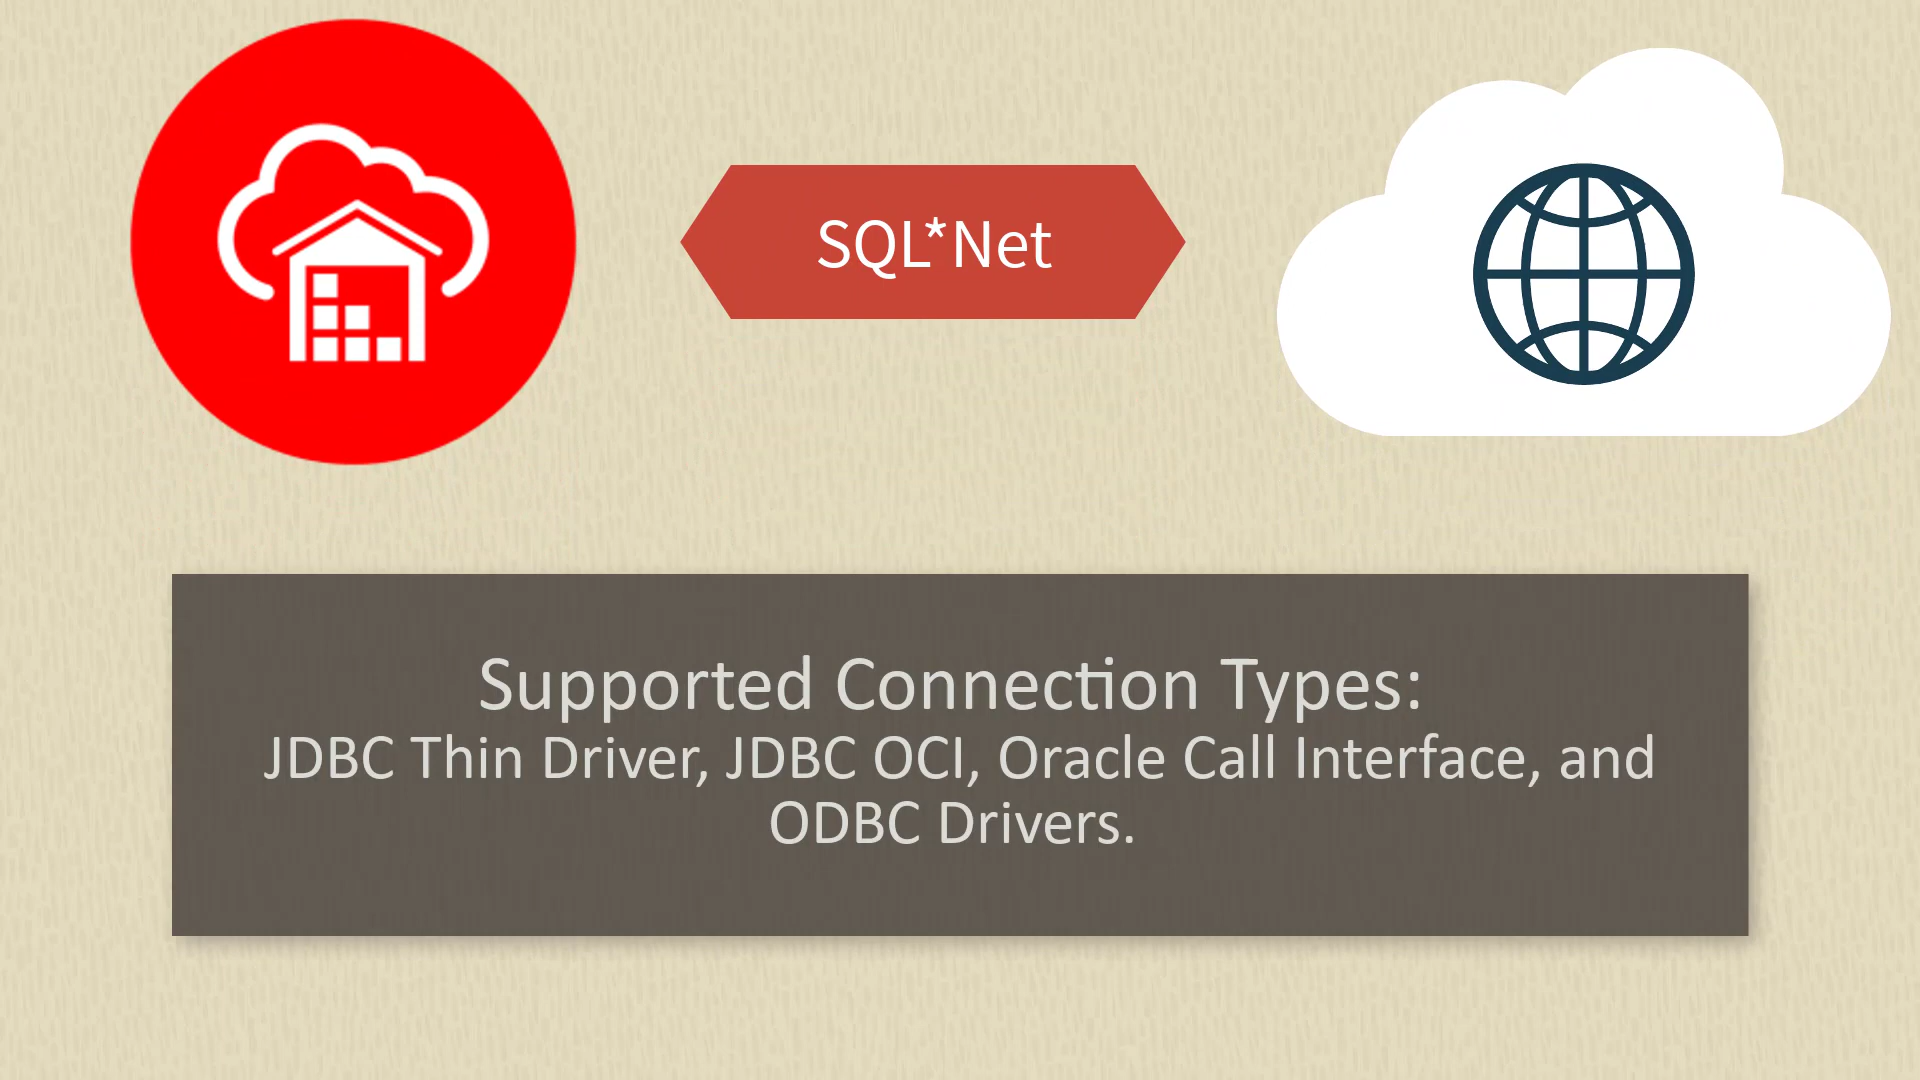 SQL*Net
Supported Connection Types:
JDBC Thin Driver, JDBC OCI, Oracle Call Interface, and
ODBC Drivers.